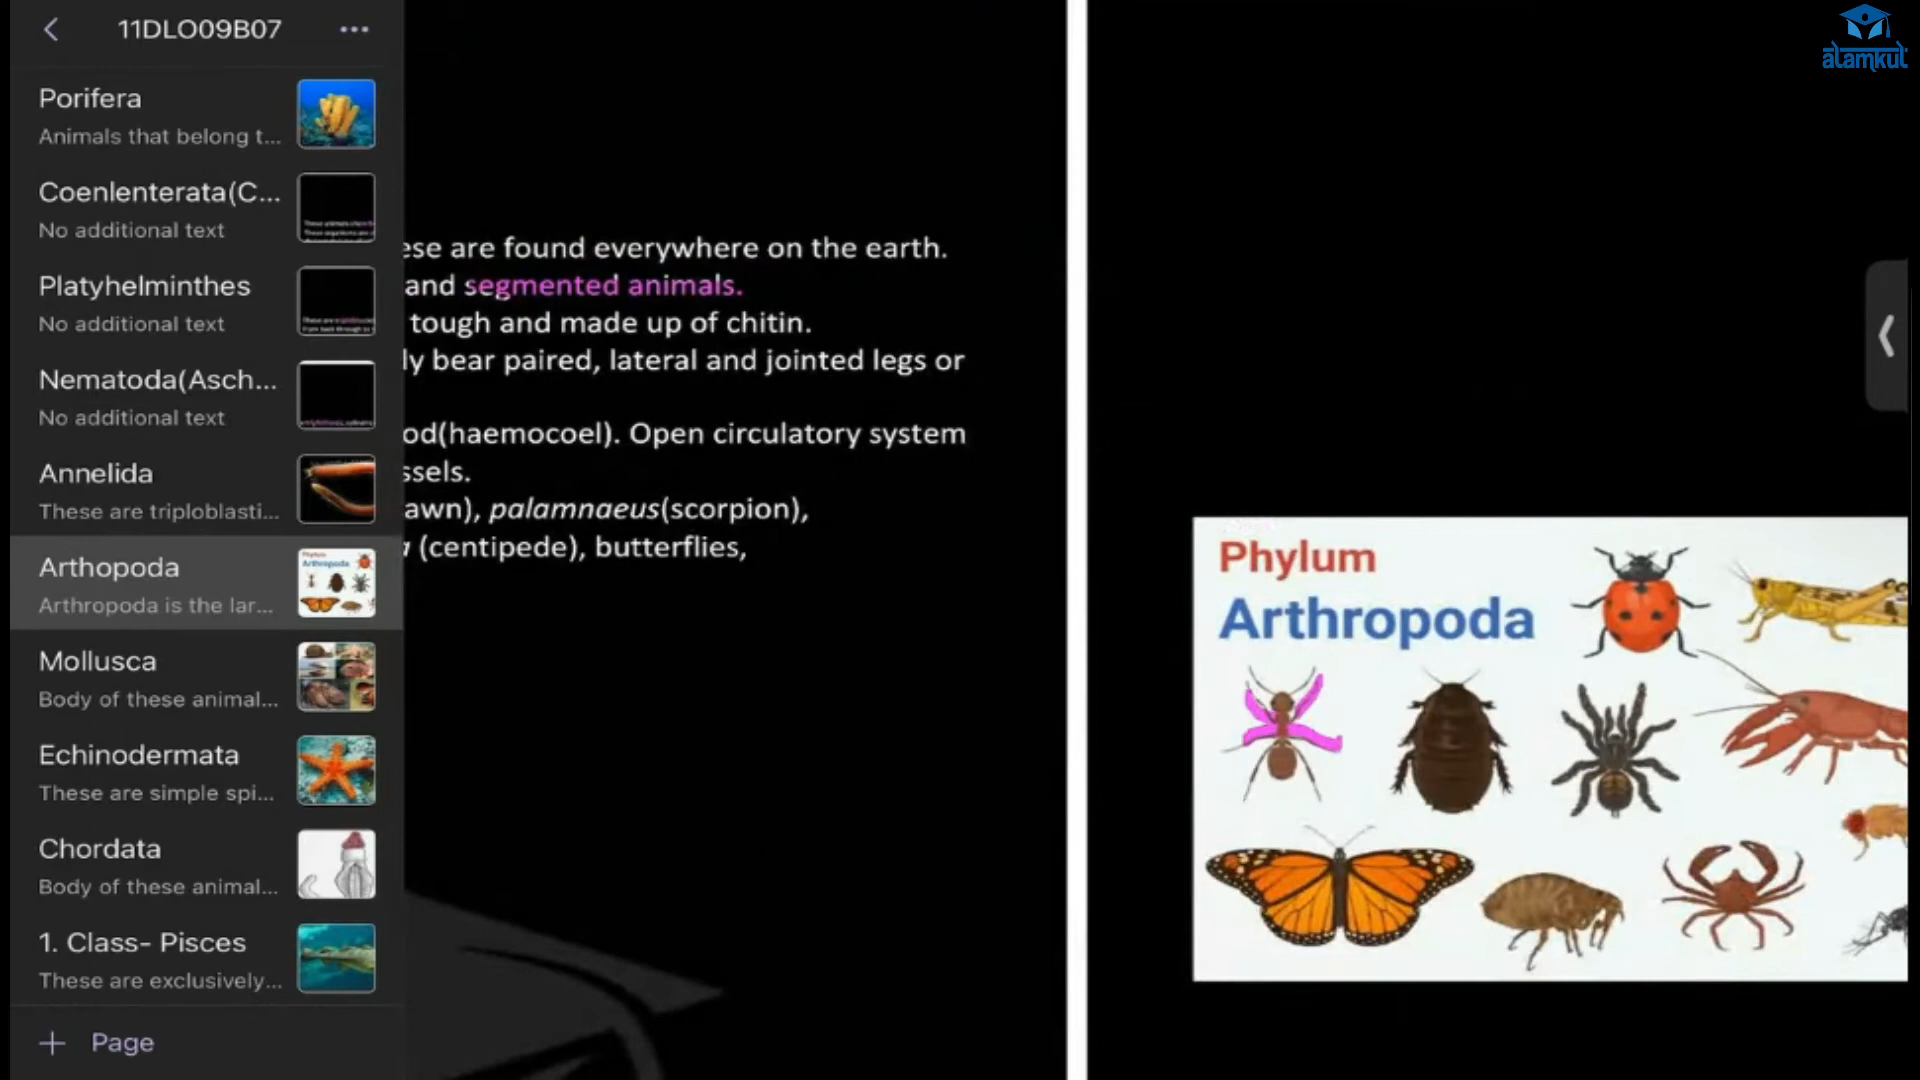 11DLO09B07
Porifera
Animals that belong t...
Coenlenterata(C...
No additional text
Platyhelminthes
No additional text
Nematoda(Asch...
No additional text
Annelida
These are triploblasti...
Arthopoda
Arthropoda is the lar...
Mollusca
Body of these animal...
Echinodermata
These are simple spi...
Chordata
Body of these animal...
1. Class- Pisces
These are exclusively...
+ Page
ese are found everywhere on the earth.
and segmented animals.
tough and made up of chitin.
ly bear paired, lateral and jointed legs or
od(haemocoel). Open circulatory system
ssels.
awn), palamnaeus(scorpion),
(centipede), butterflies,
Phylum
Arthropoda
alamkul